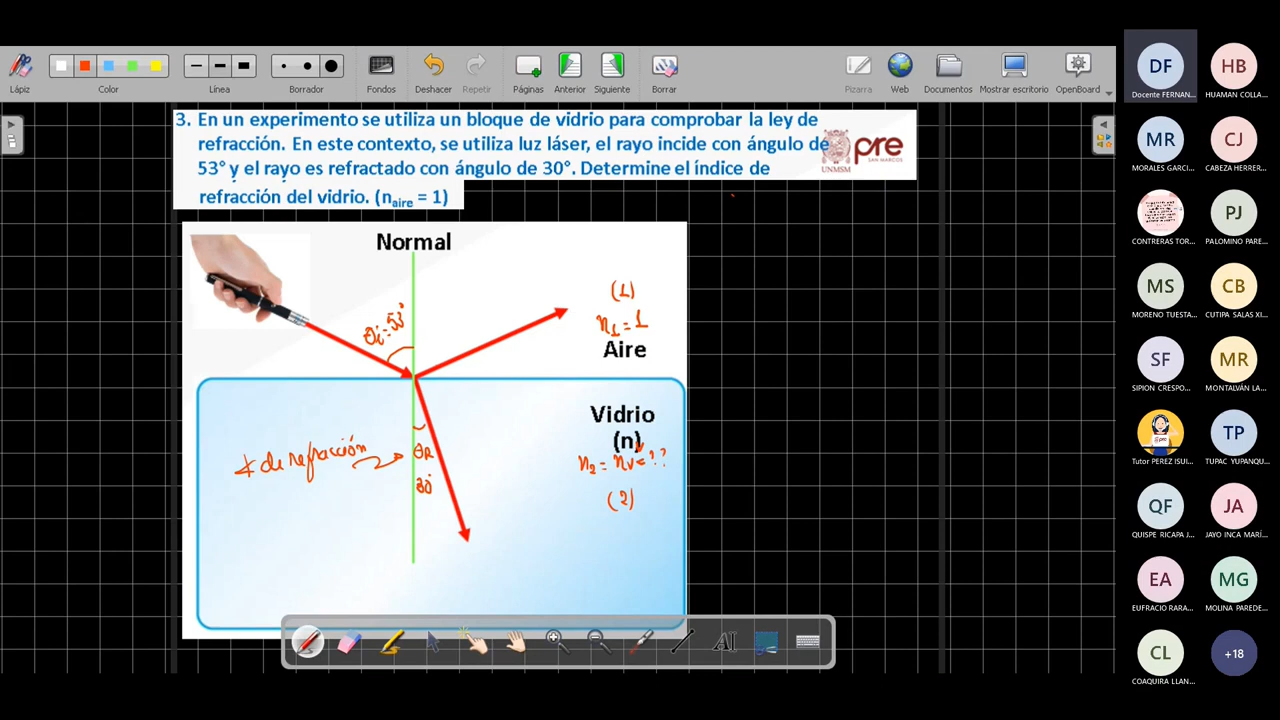 Lápiz
Color
Línea
Borrador
Fondos
Deshacer
Repetir
Páginas
Anterior
Siguiente
Borrar
Pizarra
Web
Documentos
Mostrar escritorio
OpenBoard
3. En un experimento se utiliza un bloque de vidrio para comprobar la ley de
refracción. En este contexto, se utiliza luz láser, el rayo incide con ángulo de
53° y el rayo es refractado con ángulo de 30°. Determine el índice de
refracción del vidrio. (naire = 1)
UNMSM
pre
SAN MARCOS
Normal
θi=53°
(1)
n1 = 1
Aire
Vidrio
(n)
n2 = nv = ??
(2)
∡ de refracción
θR
30°
AI
DF
Docente FERNAN...
HB
HUAMAN COLLA...
MR
MORALES GARCI...
CJ
CABEZA HERRER...
CONTRERAS TOR...
PJ
PALOMINO PARE...
MS
MORENO TUESTA...
CB
CUTIPA SALAS XI...
SF
SIPION CRESPO...
MR
MONTALVÁN LA...
Tutor PEREZ ISUI...
TP
TUPAC YUPANQU...
QF
QUISPE RICAPA J...
JA
JAYO INCA MARÍ...
EA
EUFRACIO RARA...
MG
MOLINA PAREDE...
CL
COAQUIRA LLAN...
+18